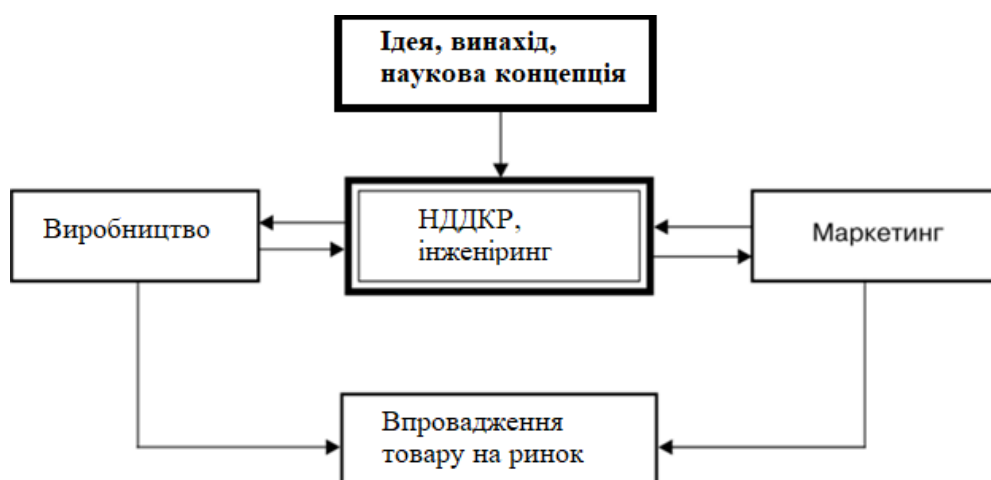 Ідея, винахід,
наукова концепція
Виробництво
НДДКР,
інженіринг
Маркетинг
Впровадження
товару на ринок